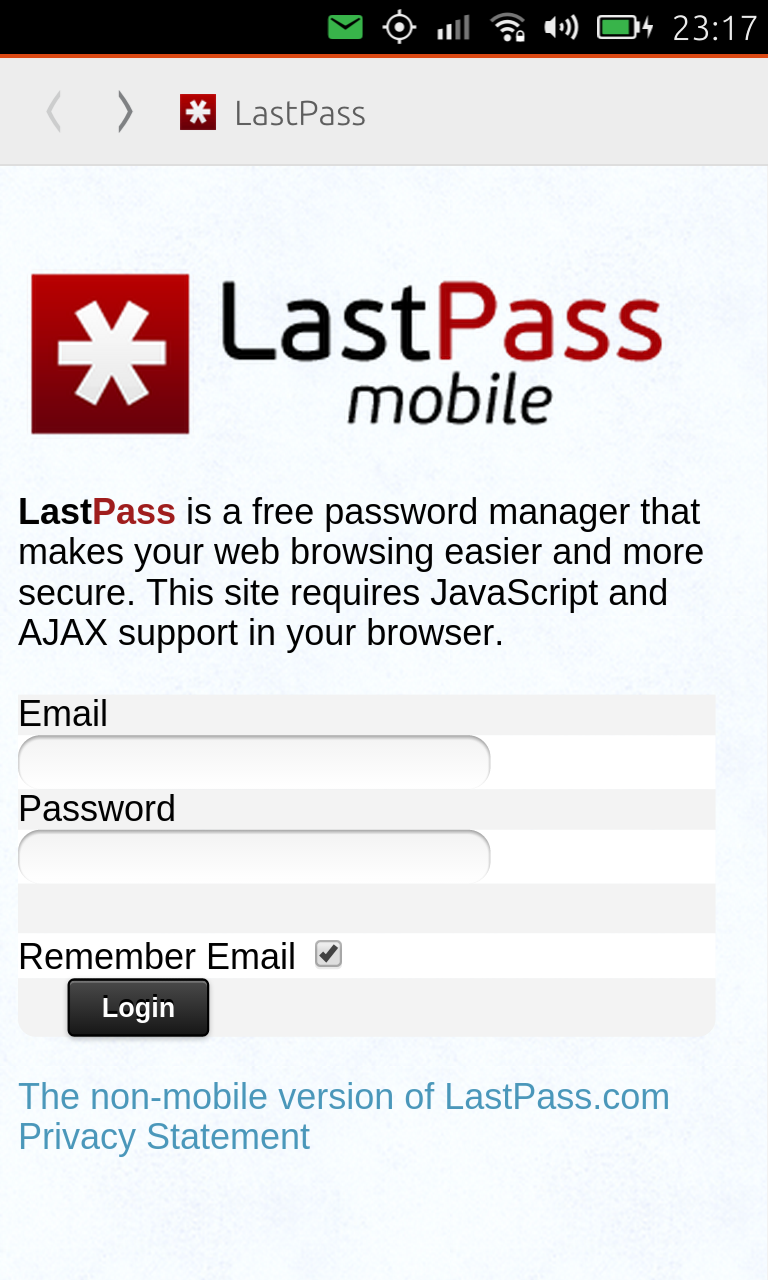 23:17
LastPass
LastPass
mobile
LastPass is a free password manager that
makes your web browsing easier and more
secure. This site requires JavaScript and
AJAX support in your browser.
Email
Password
Remember Email
Login
The non-mobile version of LastPass.com
Privacy Statement